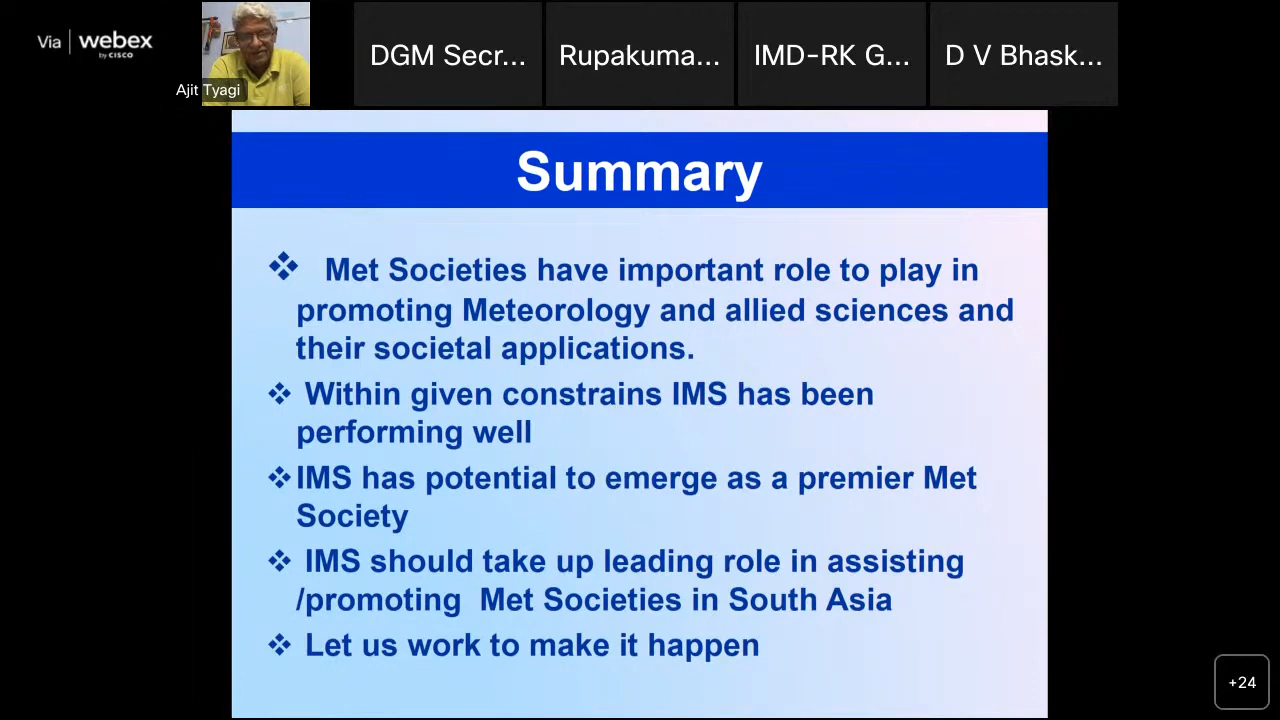 Via webex
by CISCO
Ajit Tyagi
DGM Secr...
Rupakuma...
IMD-RK G...
D V Bhask...
Summary
❖ Met Societies have important role to play in
promoting Meteorology and allied sciences and
their societal applications.
❖ Within given constrains IMS has been
performing well
❖ IMS has potential to emerge as a premier Met
Society
❖ IMS should take up leading role in assisting
/promoting Met Societies in South Asia
❖ Let us work to make it happen
+24